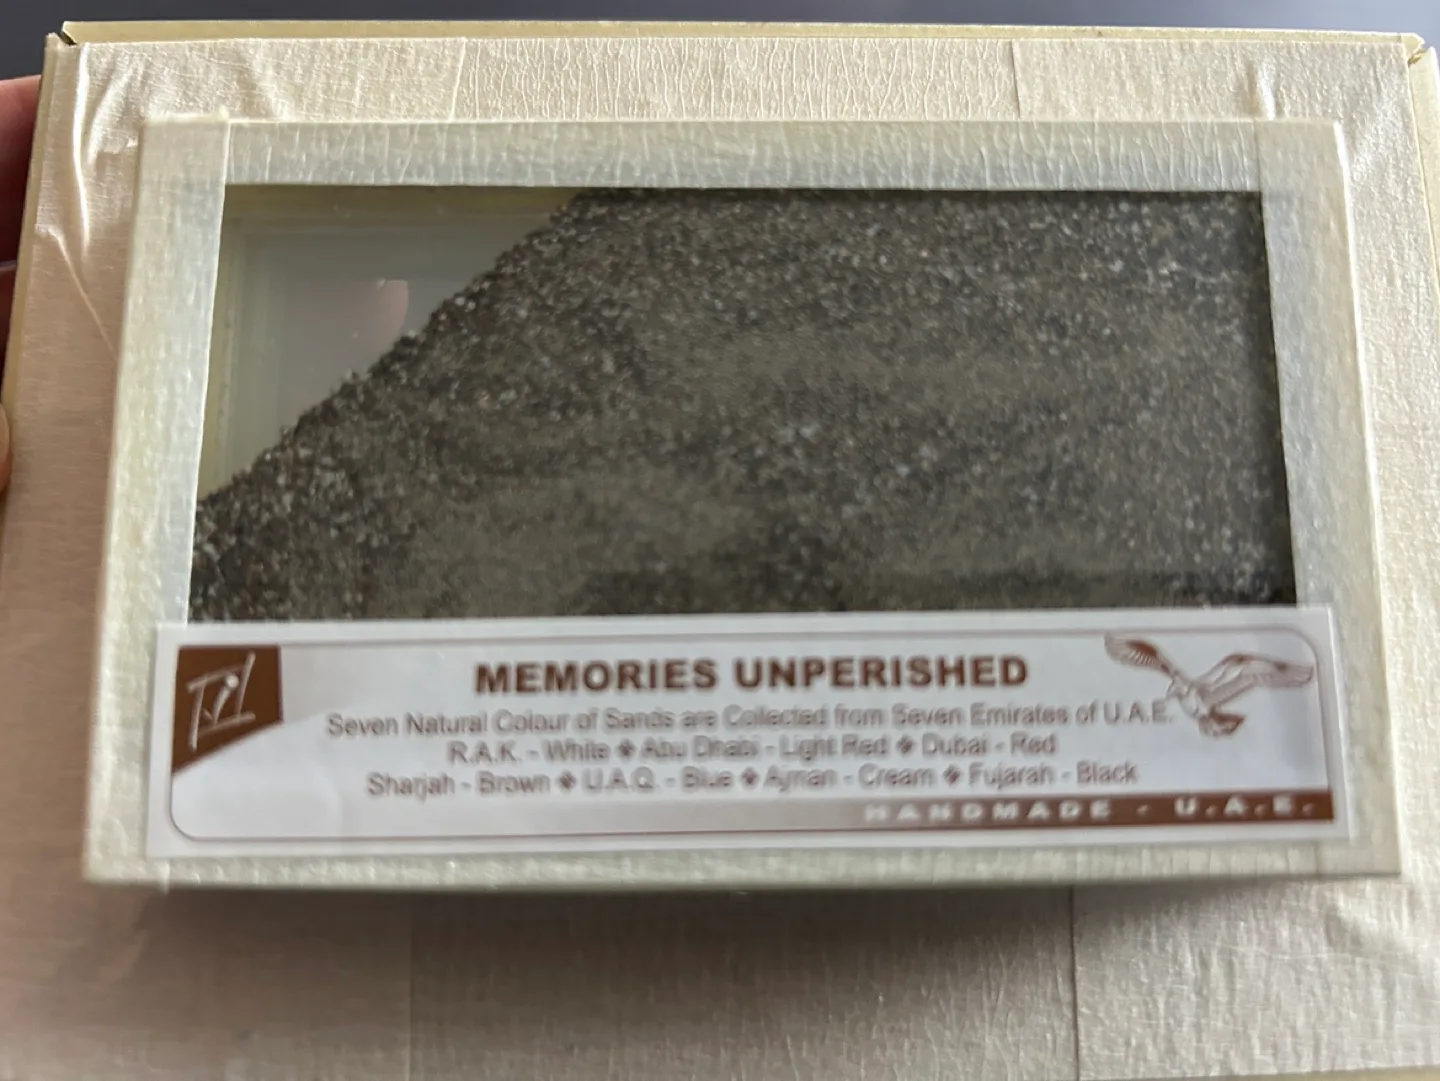 MEMORIES UNPERISHED
Seven Natural Colour of Sands are Collected from Seven Emirates of U.A.E.
R.A.K. - White ❖ Abu Dhabi - Light Red ❖ Dubai - Red
Sharjah - Brown ❖ U.A.Q. - Blue ❖ Ajman - Cream ❖ Fujarah - Black
HANDMADE - U.A.E.